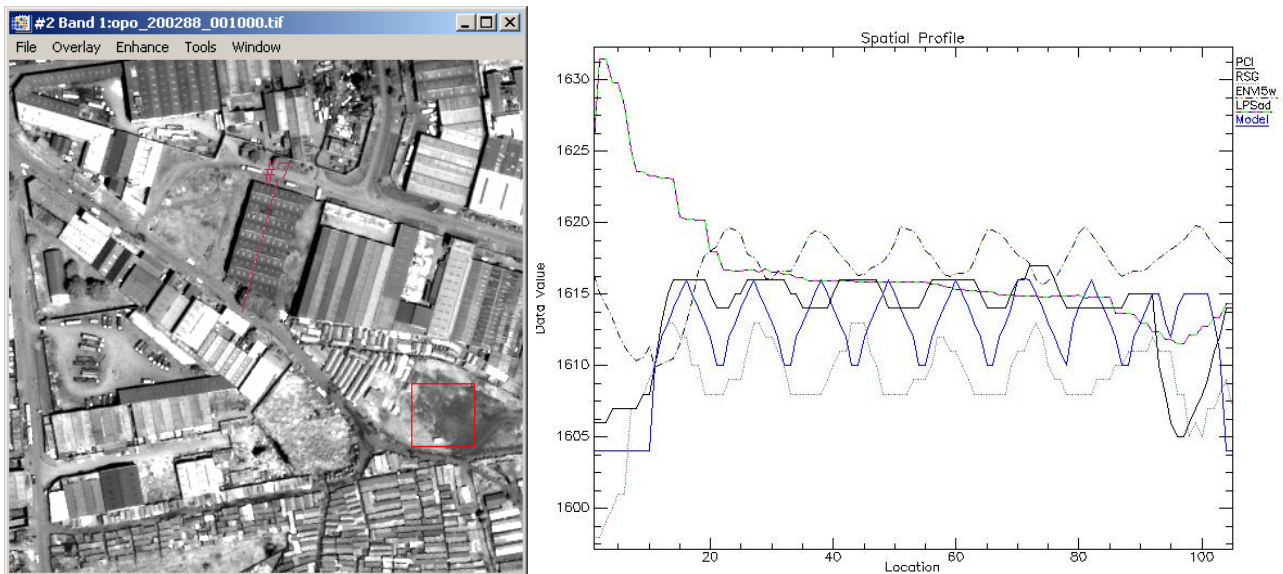 #2 Band 1:opo_200288_001000.tif
File Overlay Enhance Tools Window
#1
Spatial Profile
Data Value
1630
1625
1620
1615
1610
1605
1600
20 40 60 80 100
Location
PCI
RSG
ENVI5w
LPSad
Model